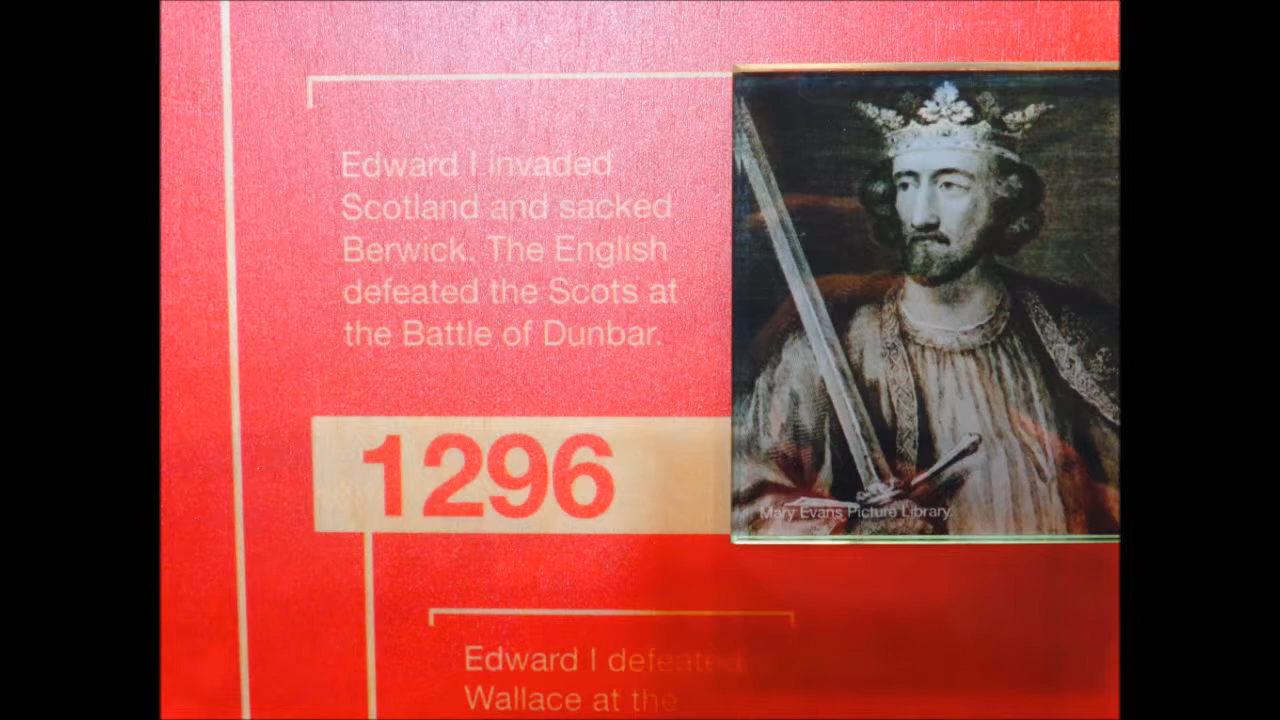 Edward I invaded
Scotland and sacked
Berwick. The English
defeated the Scots at
the Battle of Dunbar.
1296
Mary Evans Picture Library.
Edward I defeated
Wallace at the